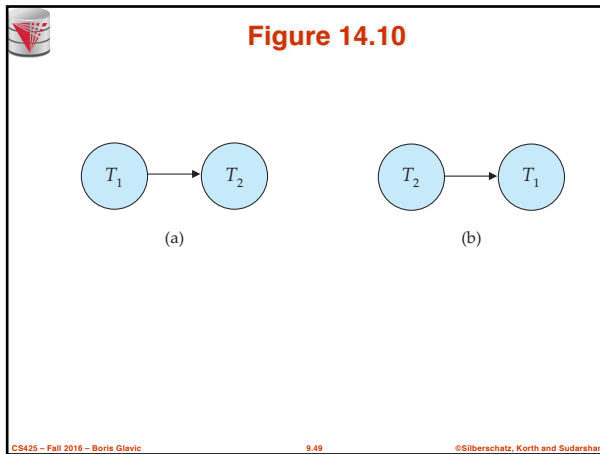 Figure 14.10
T1 T2 T2 T1
(a) (b)
CS425 – Fall 2016 – Boris Glavic 9.49 ©Silberschatz, Korth and Sudarshan